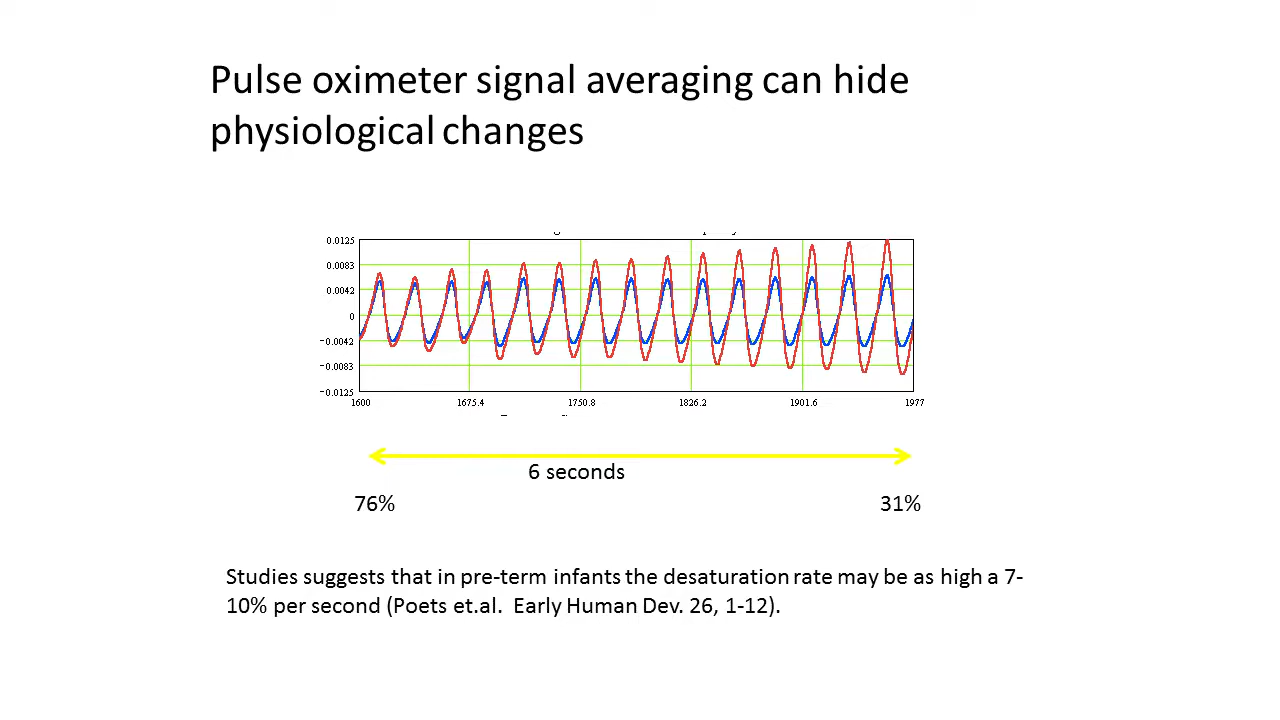 Pulse oximeter signal averaging can hide
physiological changes
0.0125
0.0083
0.0042
0
−0.0042
−0.0083
−0.0125
1600 1675.4 1750.8 1826.2 1901.6 1977
6 seconds
76% 31%
Studies suggests that in pre-term infants the desaturation rate may be as high a 7-
10% per second (Poets et.al. Early Human Dev. 26, 1-12).